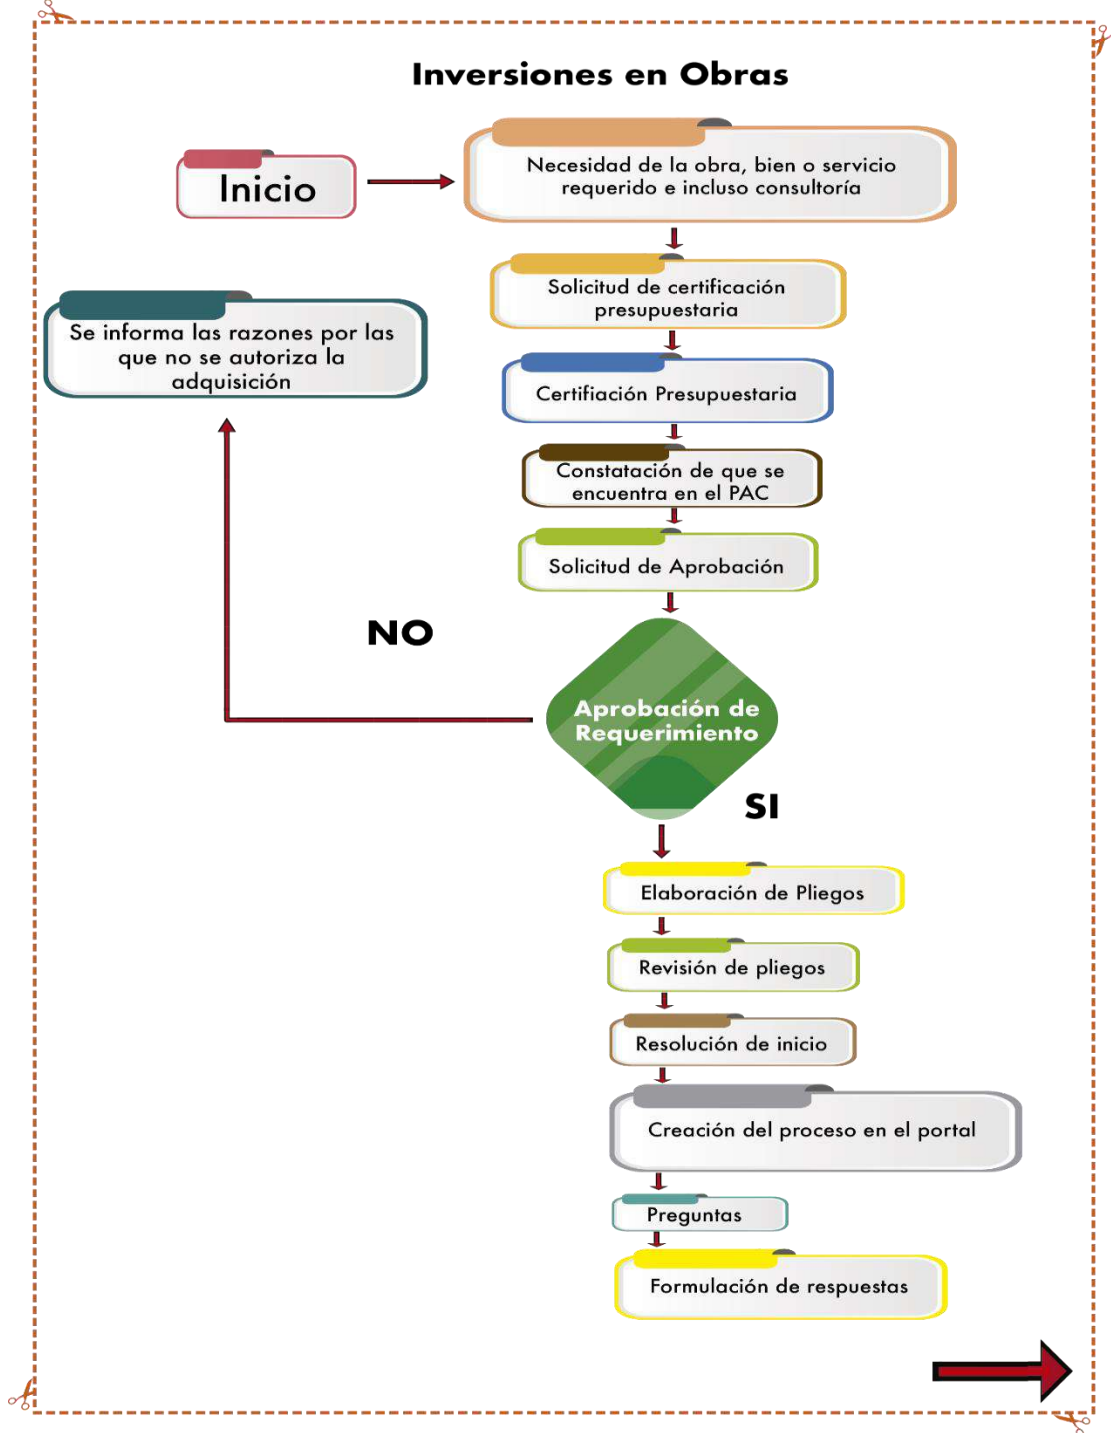 Inversiones en Obras
Inicio
Necesidad de la obra, bien o servicio
requerido e incluso consultoría
Solicitud de certificación
presupuestaria
Se informa las razones por las
que no se autoriza la
adquisición
Certifiación Presupuestaria
Constatación de que se
encuentra en el PAC
Solicitud de Aprobación
NO
Aprobación de
Requerimiento
SI
Elaboración de Pliegos
Revisión de pliegos
Resolución de inicio
Creación del proceso en el portal
Preguntas
Formulación de respuestas